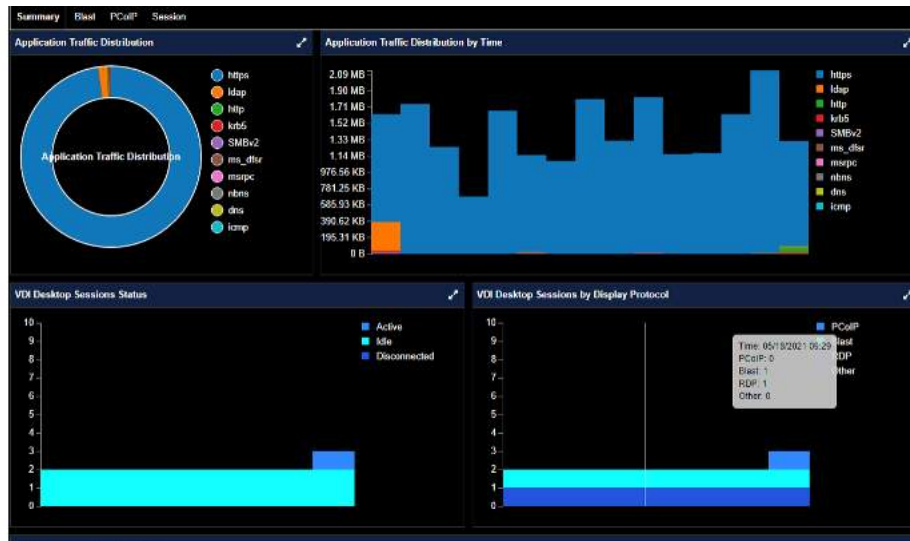 Summary Blast PCoIP Session
Application Traffic Distribution
https
ldap
http
krb5
SMBv2
ms_dfsr
msrpc
nbns
dns
icmp
Application Traffic Distribution
Application Traffic Distribution by Time
2.09 MB
1.90 MB
1.71 MB
1.52 MB
1.33 MB
1.14 MB
976.56 KB
781.25 KB
585.93 KB
390.62 KB
195.31 KB
0 B
https
ldap
http
krb5
SMBv2
ms_dfsr
msrpc
nbns
dns
icmp
VDI Desktop Sessions Status
10
9
8
7
6
5
4
3
2
1
0
Active
Idle
Disconnected
VDI Desktop Sessions by Display Protocol
10
9
8
7
6
5
4
3
2
1
0
PCoIP
Blast
RDP
Other
Time: 05/18/2021 06:29
PCoIP: 0
Blast: 1
RDP: 1
Other: 0